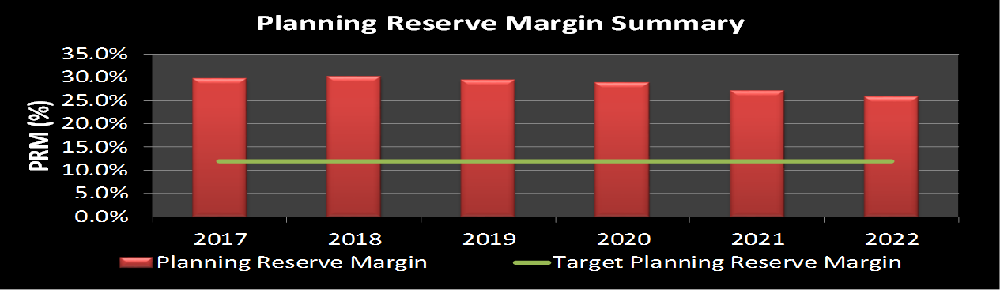 Planning Reserve Margin Summary
35.0%
30.0%
25.0%
20.0%
15.0%
10.0%
5.0%
0.0%
PRM (%)
2017 2018 2019 2020 2021 2022
Planning Reserve Margin Target Planning Reserve Margin